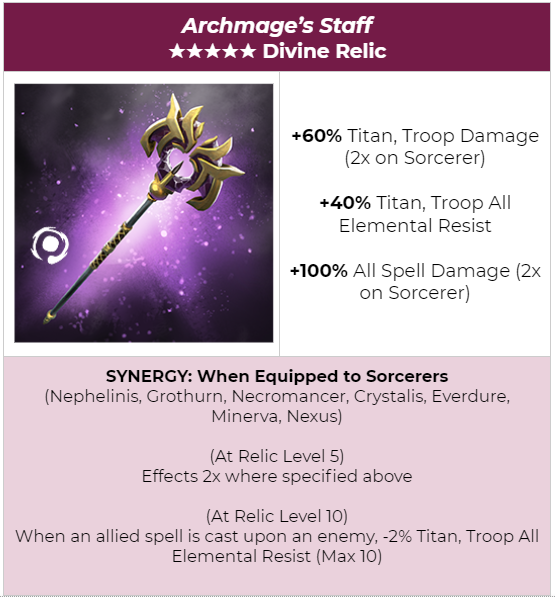 Archmage's Staff
★★★★★ Divine Relic
+60% Titan, Troop Damage
(2x on Sorcerer)
+40% Titan, Troop All
Elemental Resist
+100% All Spell Damage (2x
on Sorcerer)
SYNERGY: When Equipped to Sorcerers
(Nephelinis, Grothurn, Necromancer, Crystalis, Everdure,
Minerva, Nexus)
(At Relic Level 5)
Effects 2x where specified above
(At Relic Level 10)
When an allied spell is cast upon an enemy, -2% Titan, Troop All
Elemental Resist (Max 10)